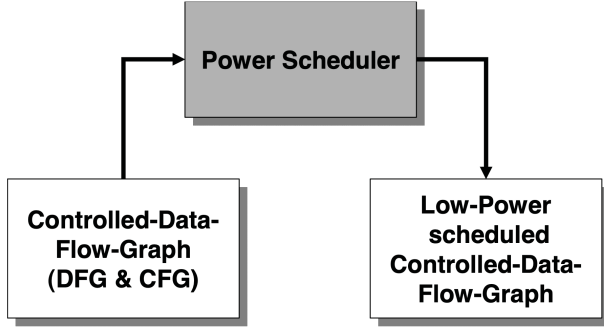 Power Scheduler
Controlled-Data-
Flow-Graph
(DFG & CFG)
Low-Power
scheduled
Controlled-Data-
Flow-Graph